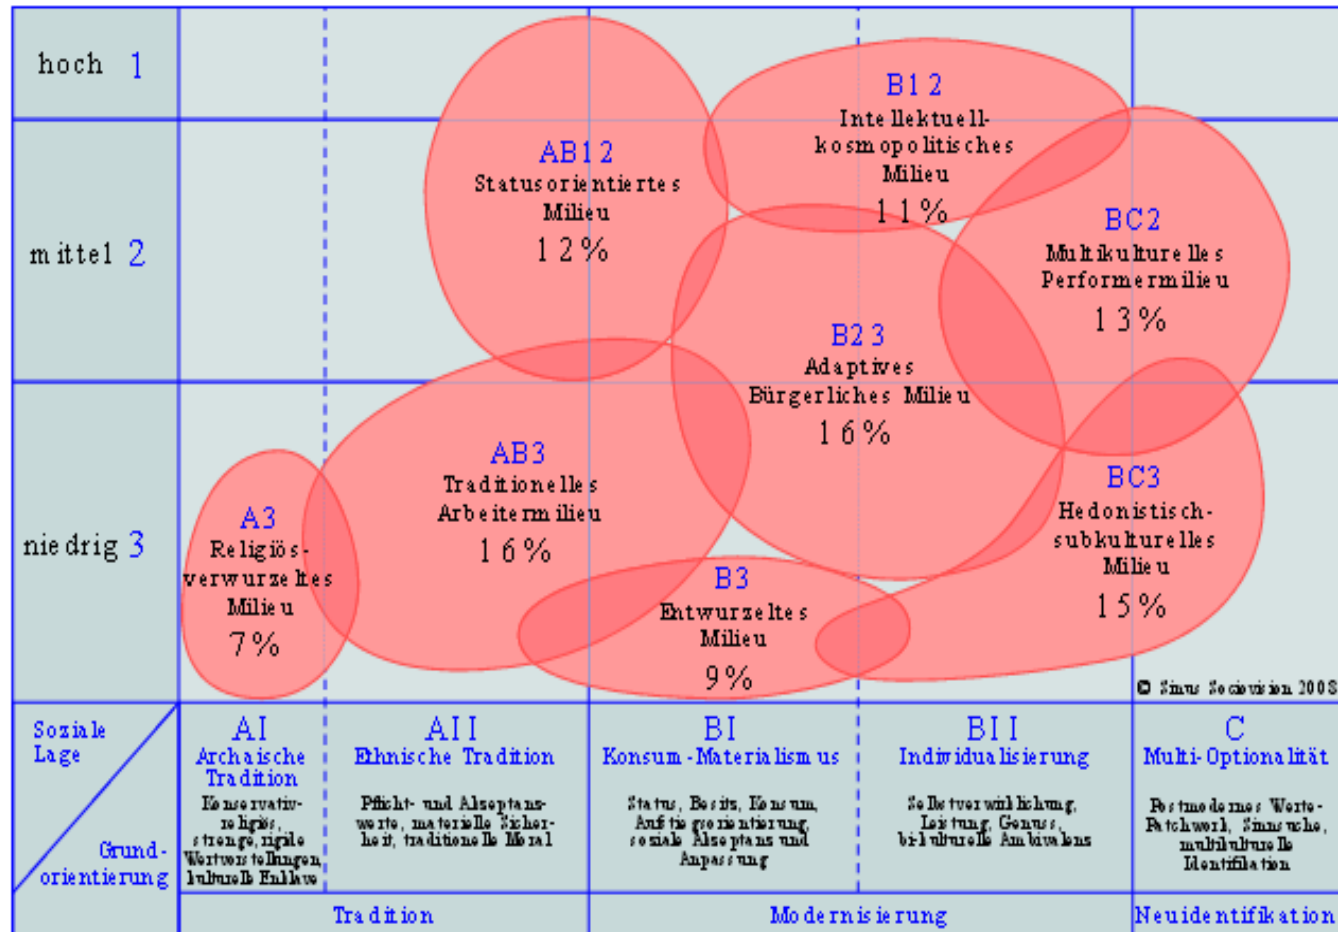 hoch 1
mittel 2
niedrig 3
AB12
Statusorientiertes
Milieu
12%
B12
Intellektuell-
kosmopolitisches
Milieu
11%
BC2
Multikulturelles
Performermilieu
13%
B23
Adaptives
Bürgerliches Milieu
16%
AB3
Traditionelles
Arbeitermilieu
16%
A3
Religiös-
verwurzeltes
Milieu
7%
B3
Entwurzeltes
Milieu
9%
BC3
Hedonistisch-
subkulturelles
Milieu
15%
© Sinus Sociovision 2008
Soziale
Lage
Grund-
orientierung
AI
Archaische
Tradition
Konservativ-
religiös,
strenge, rigide
Wertvorstellungen,
kulturelle Enklave
AII
Ethnische Tradition
Pflicht- und Akzeptanz-
werte, materielle Sicher-
heit, traditionelle Moral
BI
Konsum-Materialismus
Status, Besitz, Konsum,
Aufstiegsorientierung,
soziale Akzeptanz und
Anpassung
BII
Individualisierung
Selbstverwirklichung,
Leistung, Genuss,
bi-kulturelle Ambivalenz
C
Multi-Optionalität
Postmodernes Werte-
Patchwork, Sinnsuche,
multikulturelle
Identifikation
Tradition
Modernisierung
Neuidentifikation